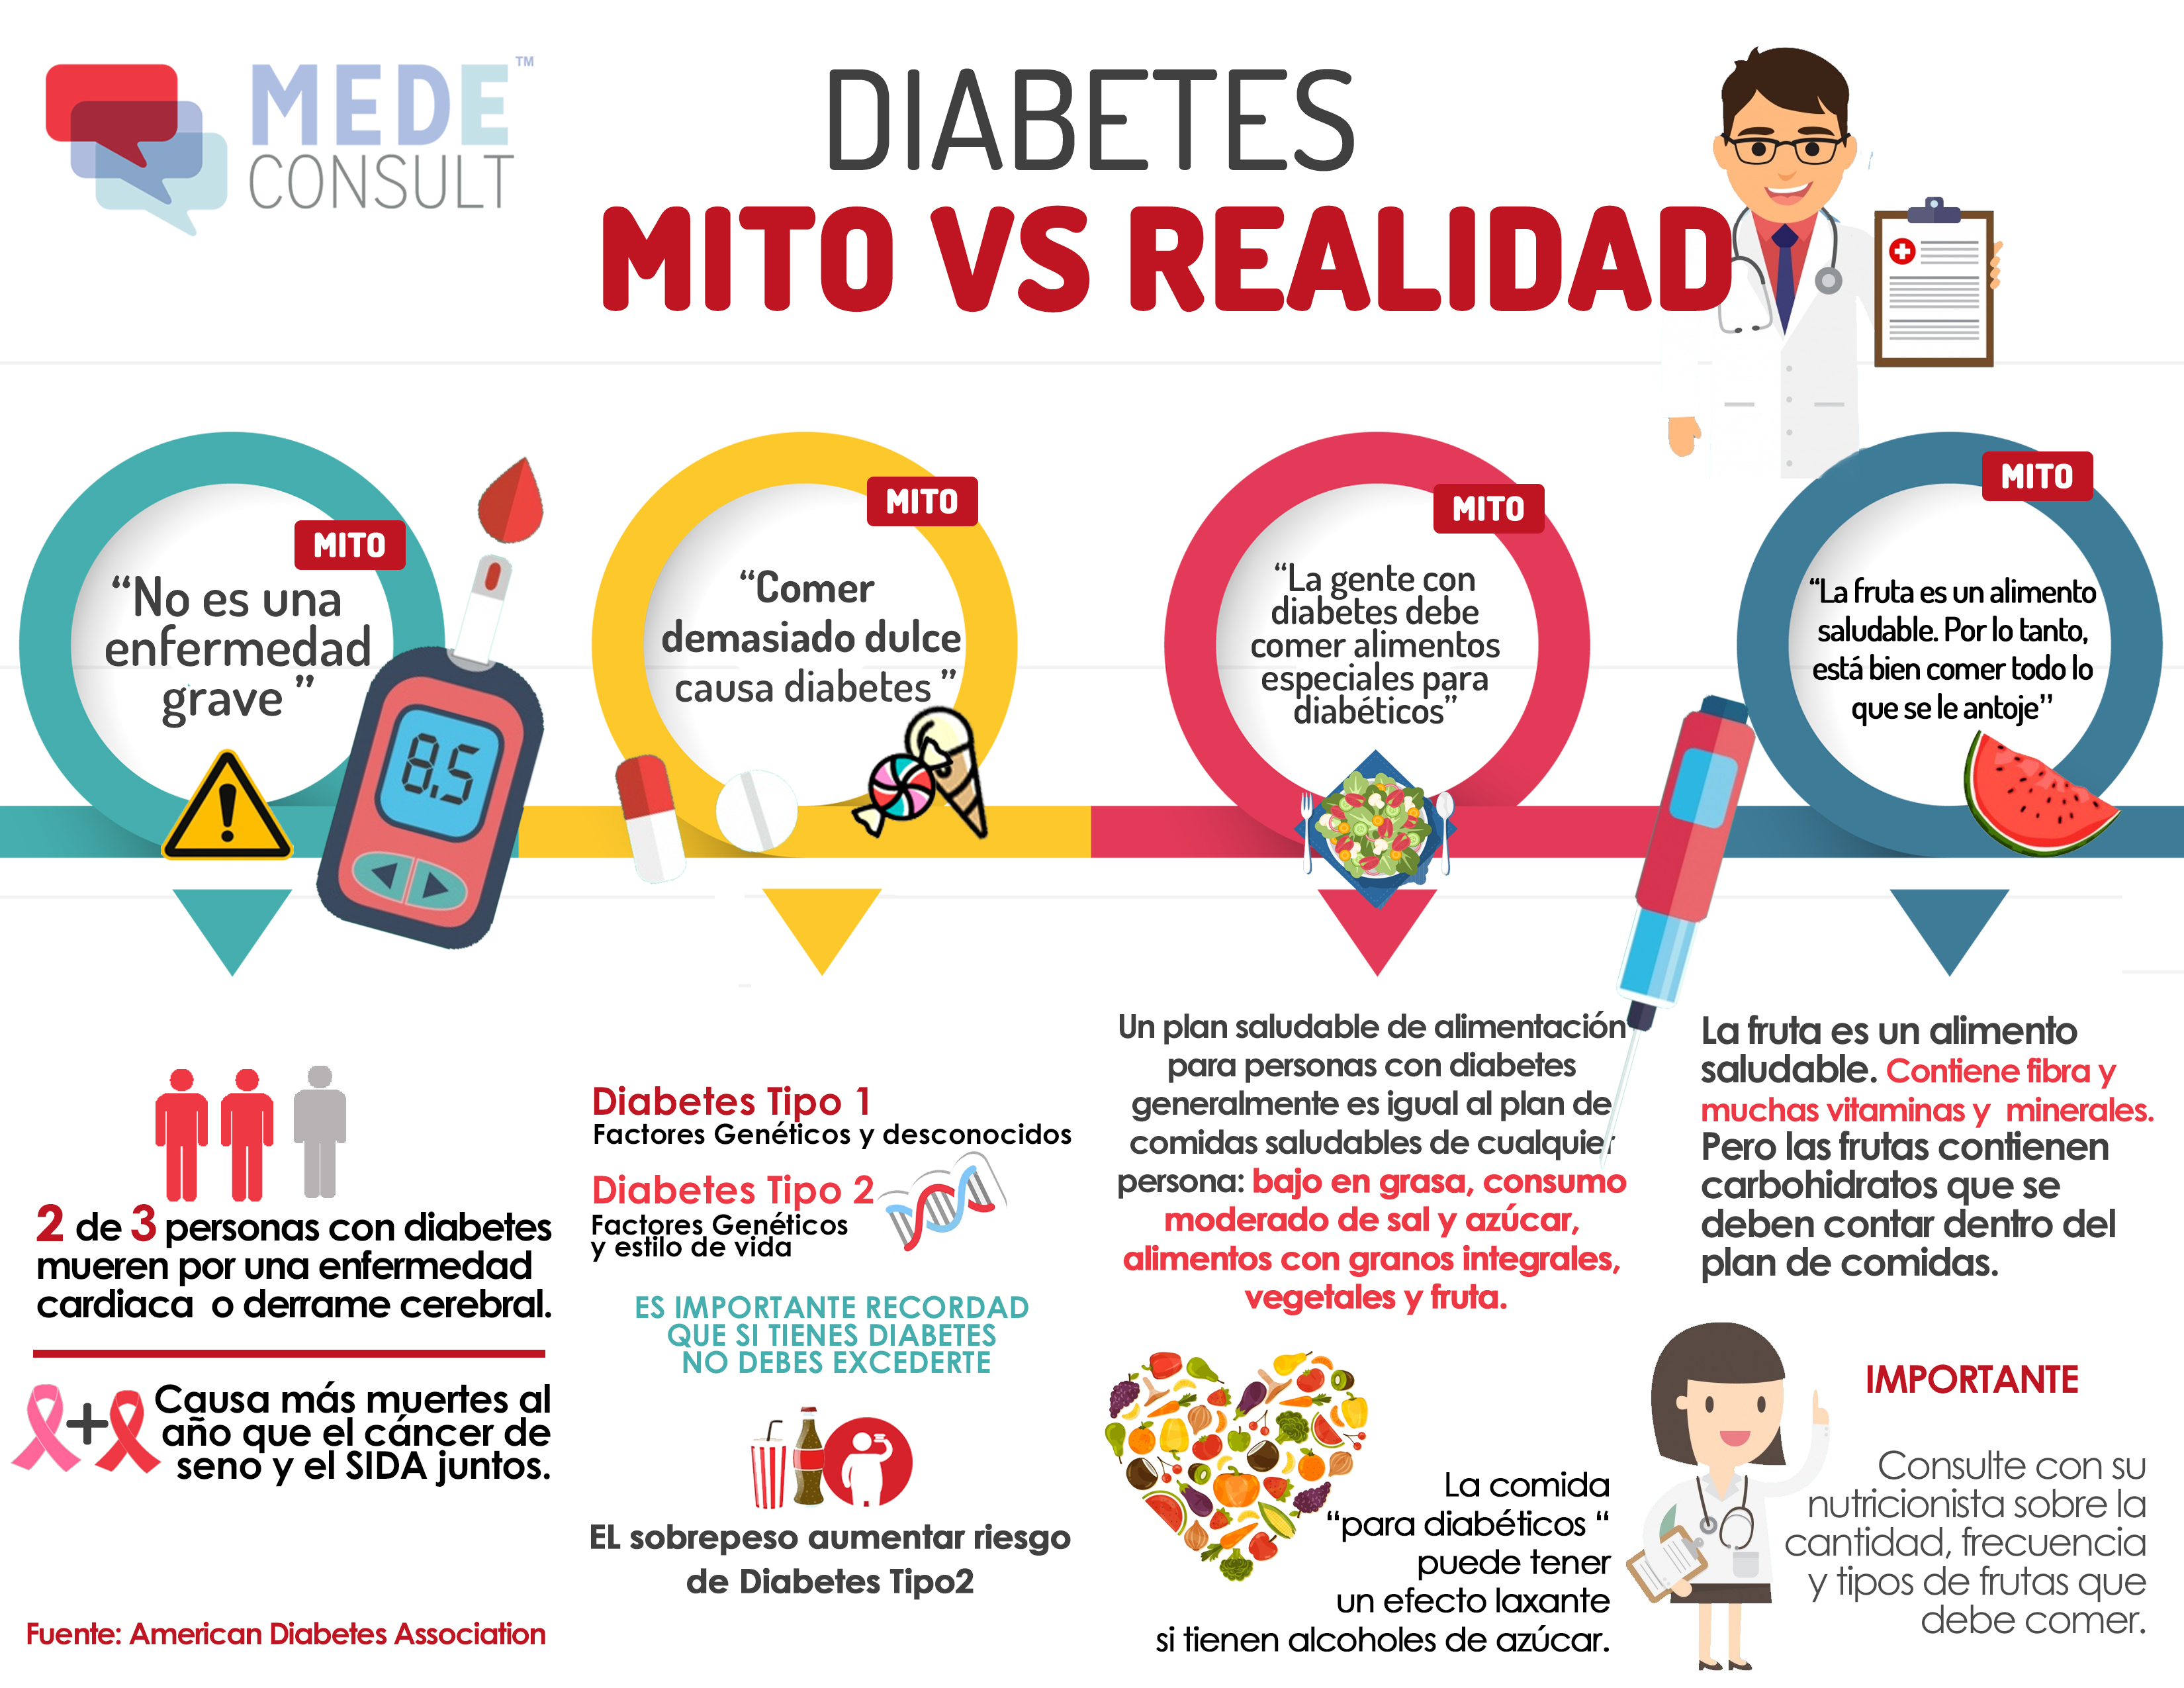 MEDE™
CONSULT
DIABETES
MITO VS REALIDAD
MITO
“No es una
enfermedad
grave ”
8.5
MITO
“Comer
demasiado dulce
causa diabetes ”
MITO
“La gente con
diabetes debe
comer alimentos
especiales para
diabéticos”
MITO
“La fruta es un alimento
saludable. Por lo tanto,
está bien comer todo lo
que se le antoje”
2 de 3 personas con diabetes
mueren por una enfermedad
cardiaca o derrame cerebral.
+
Causa más muertes al
año que el cáncer de
seno y el SIDA juntos.
Fuente: American Diabetes Association
Diabetes Tipo 1
Factores Genéticos y desconocidos
Diabetes Tipo 2
Factores Genéticos
y estilo de vida
ES IMPORTANTE RECORDAD
QUE SI TIENES DIABETES
NO DEBES EXCEDERTE
EL sobrepeso aumentar riesgo
de Diabetes Tipo2
Un plan saludable de alimentación
para personas con diabetes
generalmente es igual al plan de
comidas saludables de cualquier
persona: bajo en grasa, consumo
moderado de sal y azúcar,
alimentos con granos integrales,
vegetales y fruta.
La comida
“para diabéticos “
puede tener
un efecto laxante
si tienen alcoholes de azúcar.
La fruta es un alimento
saludable. Contiene fibra y
muchas vitaminas y minerales.
Pero las frutas contienen
carbohidratos que se
deben contar dentro del
plan de comidas.
IMPORTANTE
Consulte con su
nutricionista sobre la
cantidad, frecuencia
y tipos de frutas que
debe comer.